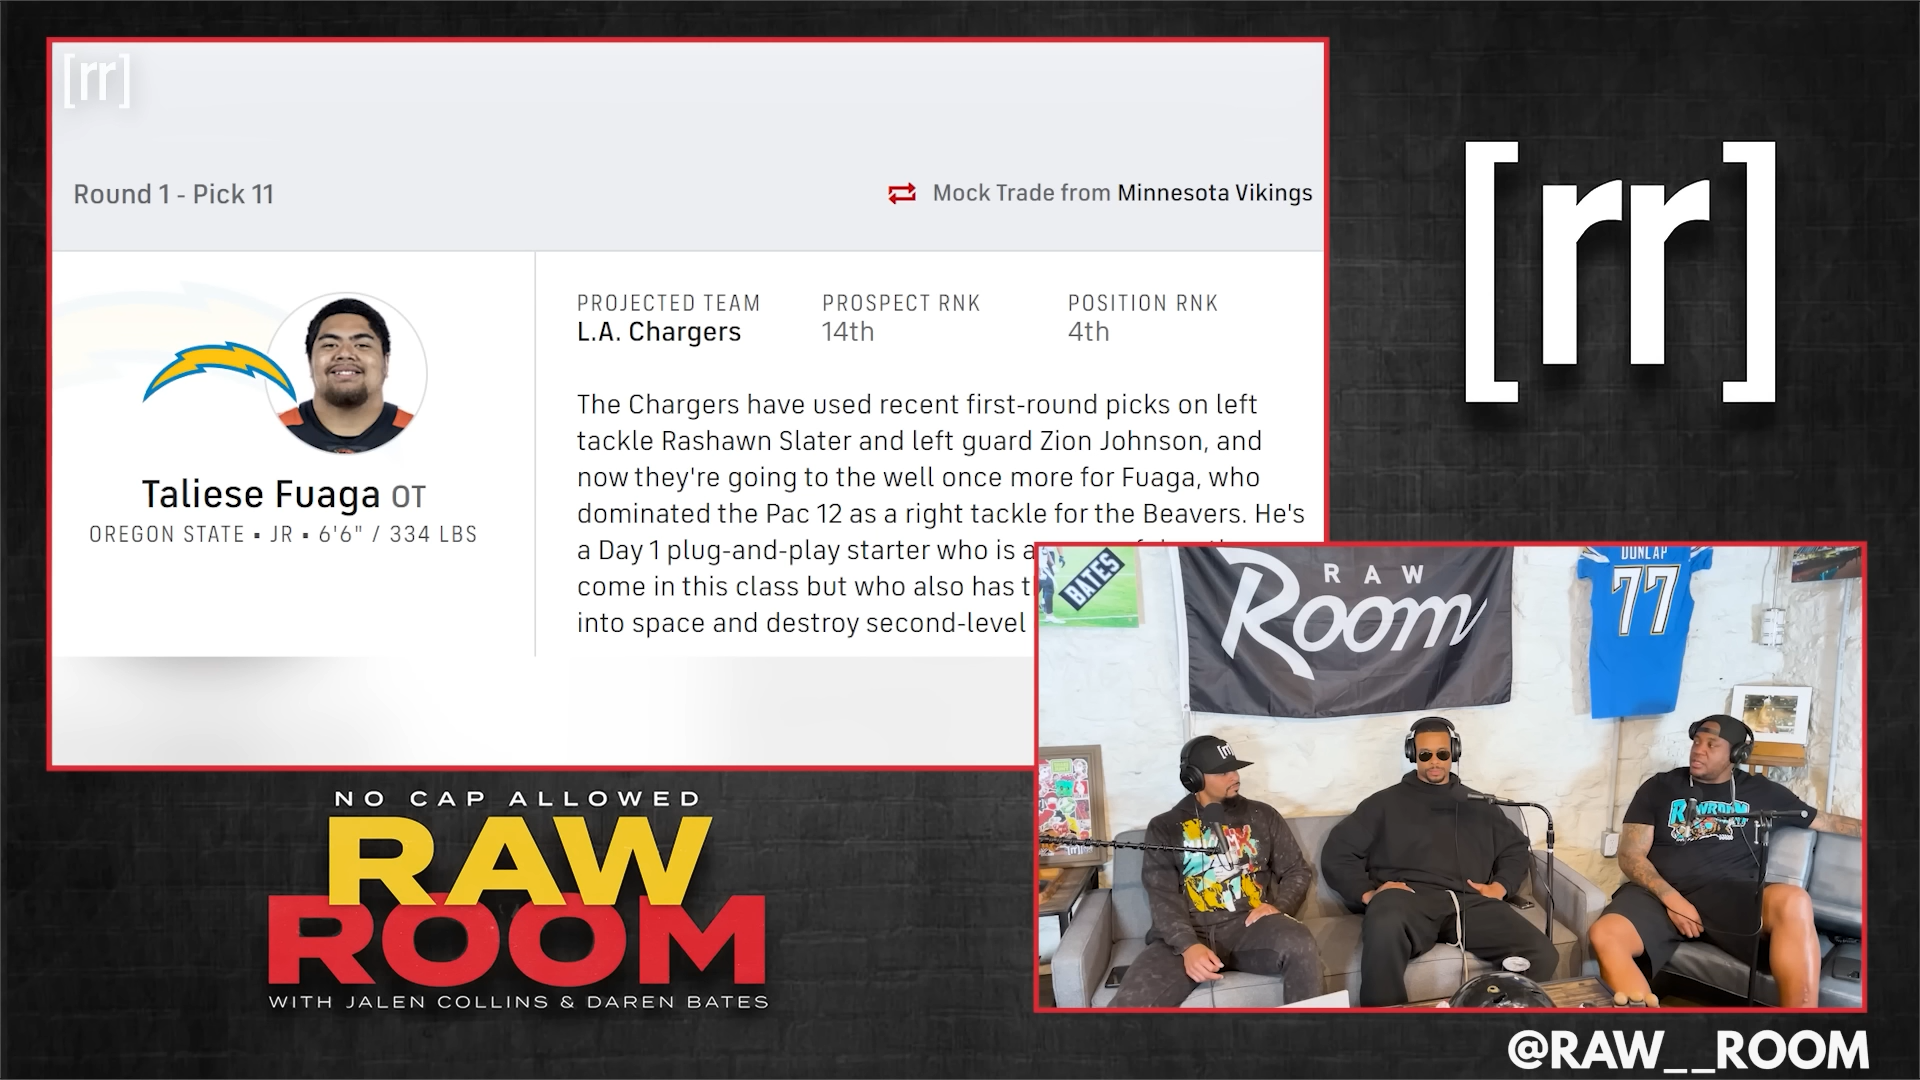 [rr]
Round 1 - Pick 11
Mock Trade from Minnesota Vikings
PROJECTED TEAM
L.A. Chargers
PROSPECT RNK
14th
POSITION RNK
4th
Taliese Fuaga OT
OREGON STATE ▪ JR ▪ 6'6" / 334 LBS
The Chargers have used recent first-round picks on left
tackle Rashawn Slater and left guard Zion Johnson, and
now they're going to the well once more for Fuaga, who
dominated the Pac 12 as a right tackle for the Beavers. He's
a Day 1 plug-and-play starter who is a
come in this class but who also has
into space and destroy second-level
[rr]
BATES
RAW
Room
DUNLAP
77
[rr]
RAWROOM
NO CAP ALLOWED
RAW
ROOM
WITH JALEN COLLINS & DAREN BATES
@RAW__ROOM